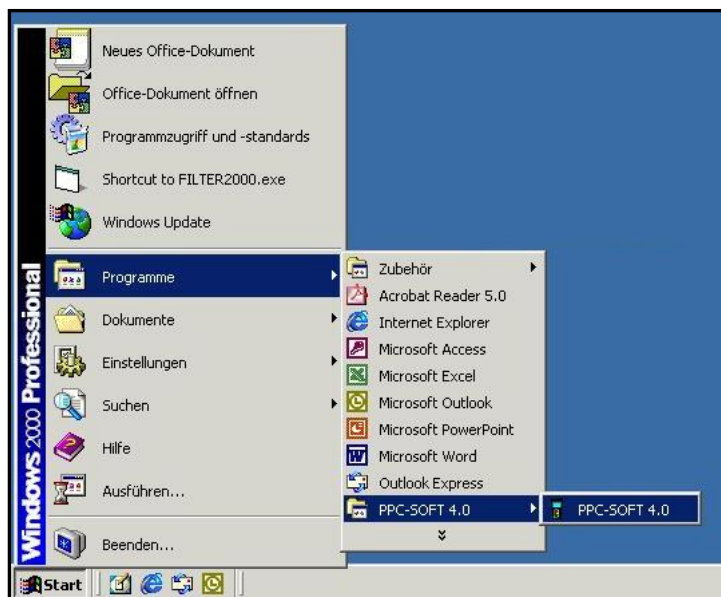 Neues Office-Dokument
Office-Dokument öffnen
Programmzugriff und -standards
Shortcut to FILTER2000.exe
Windows Update
Programme
Dokumente
Einstellungen
Suchen
Hilfe
Ausführen...
Beenden...
Windows 2000 Professional
Zubehör
Acrobat Reader 5.0
Internet Explorer
Microsoft Access
Microsoft Excel
Microsoft Outlook
Microsoft PowerPoint
Microsoft Word
Outlook Express
PPC-SOFT 4.0
PPC-SOFT 4.0
Start